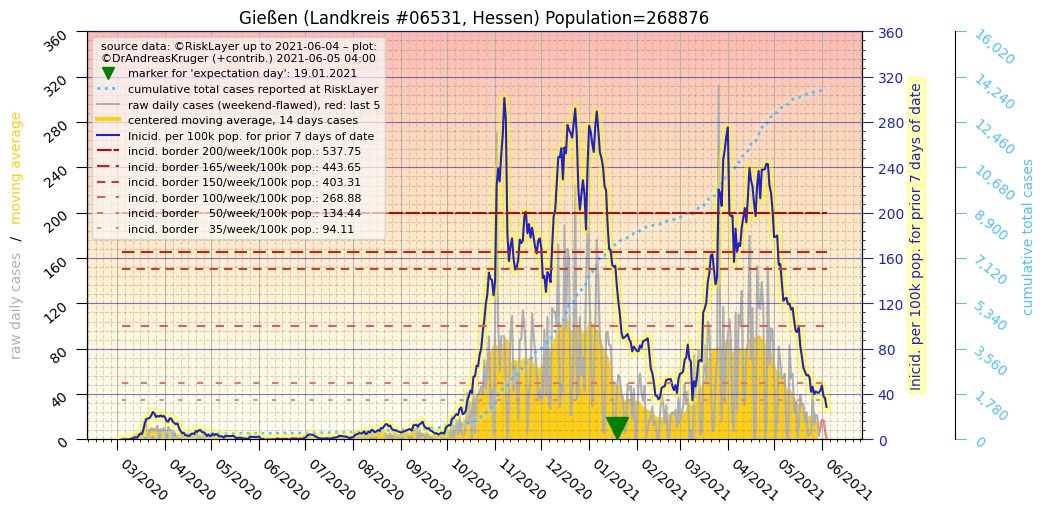 Gießen (Landkreis #06531, Hessen) Population=268876
source data: ©RiskLayer up to 2021-06-04 – plot:
©DrAndreasKruger (+contrib.) 2021-06-05 04:00
marker for 'expectation day': 19.01.2021
cumulative total cases reported at RiskLayer
raw daily cases (weekend-flawed), red: last 5
centered moving average, 14 days cases
Inicid. per 100k pop. for prior 7 days of date
incid. border 200/week/100k pop.: 537.75
incid. border 165/week/100k pop.: 443.65
incid. border 150/week/100k pop.: 403.31
incid. border 100/week/100k pop.: 268.88
incid. border 50/week/100k pop.: 134.44
incid. border 35/week/100k pop.: 94.11
raw daily cases / moving average
360
320
280
240
200
160
120
80
40
0
03/2020
04/2020
05/2020
06/2020
07/2020
08/2020
09/2020
10/2020
11/2020
12/2020
01/2021
02/2021
03/2021
04/2021
05/2021
06/2021
360
320
280
240
200
160
120
80
40
0
Inicid. per 100k pop. for prior 7 days of date
16,020
14,240
12,460
10,680
8,900
7,120
5,340
3,560
1,780
0
cumulative total cases